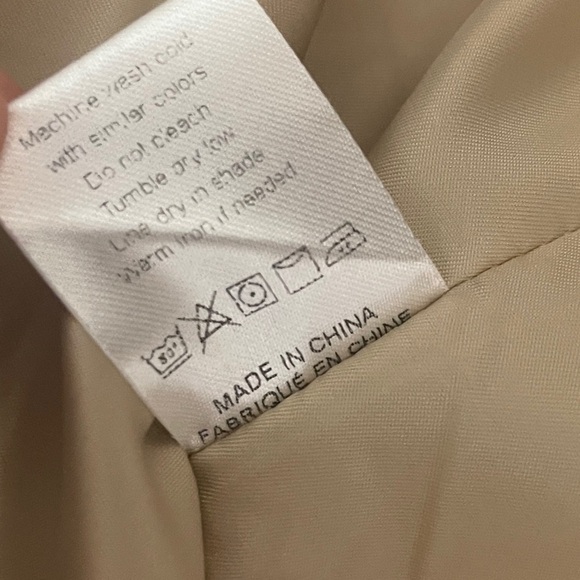 Machine wash cold
with similar colors
Do not bleach
Tumble dry low
Line dry in shade
Warm iron if needed
30°
MADE IN CHINA
FABRIQUÉ EN CHINE